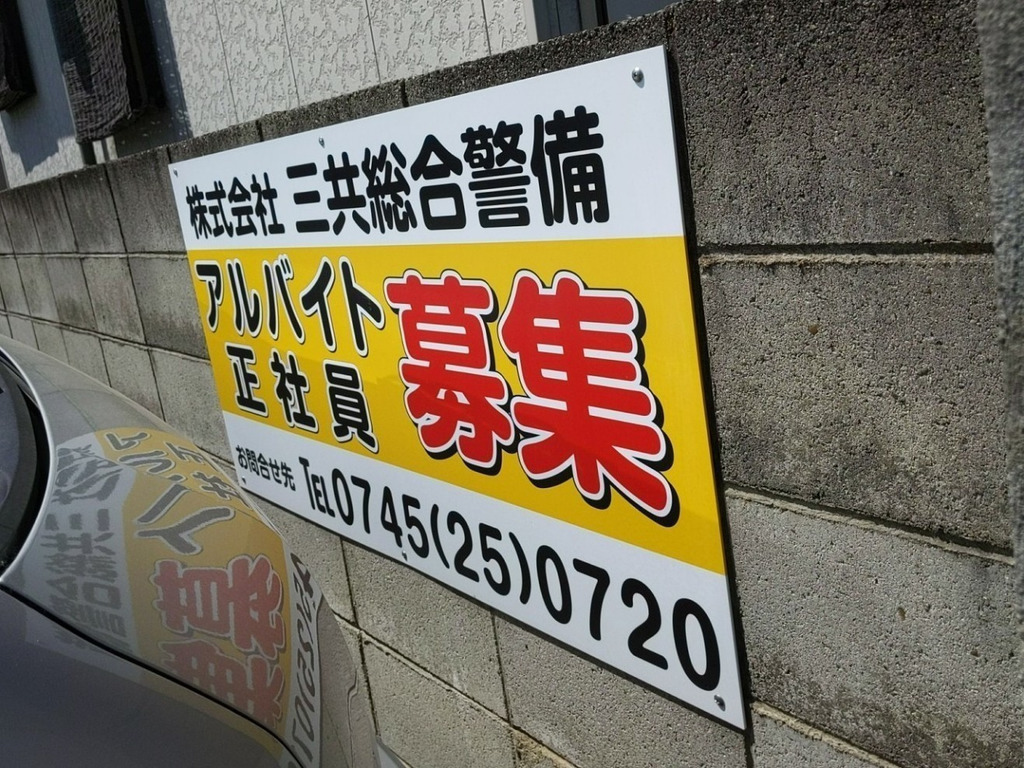 株式会社 三共総合警備
アルバイト
正社員
募集
お問合せ先 TEL0745(25)0720